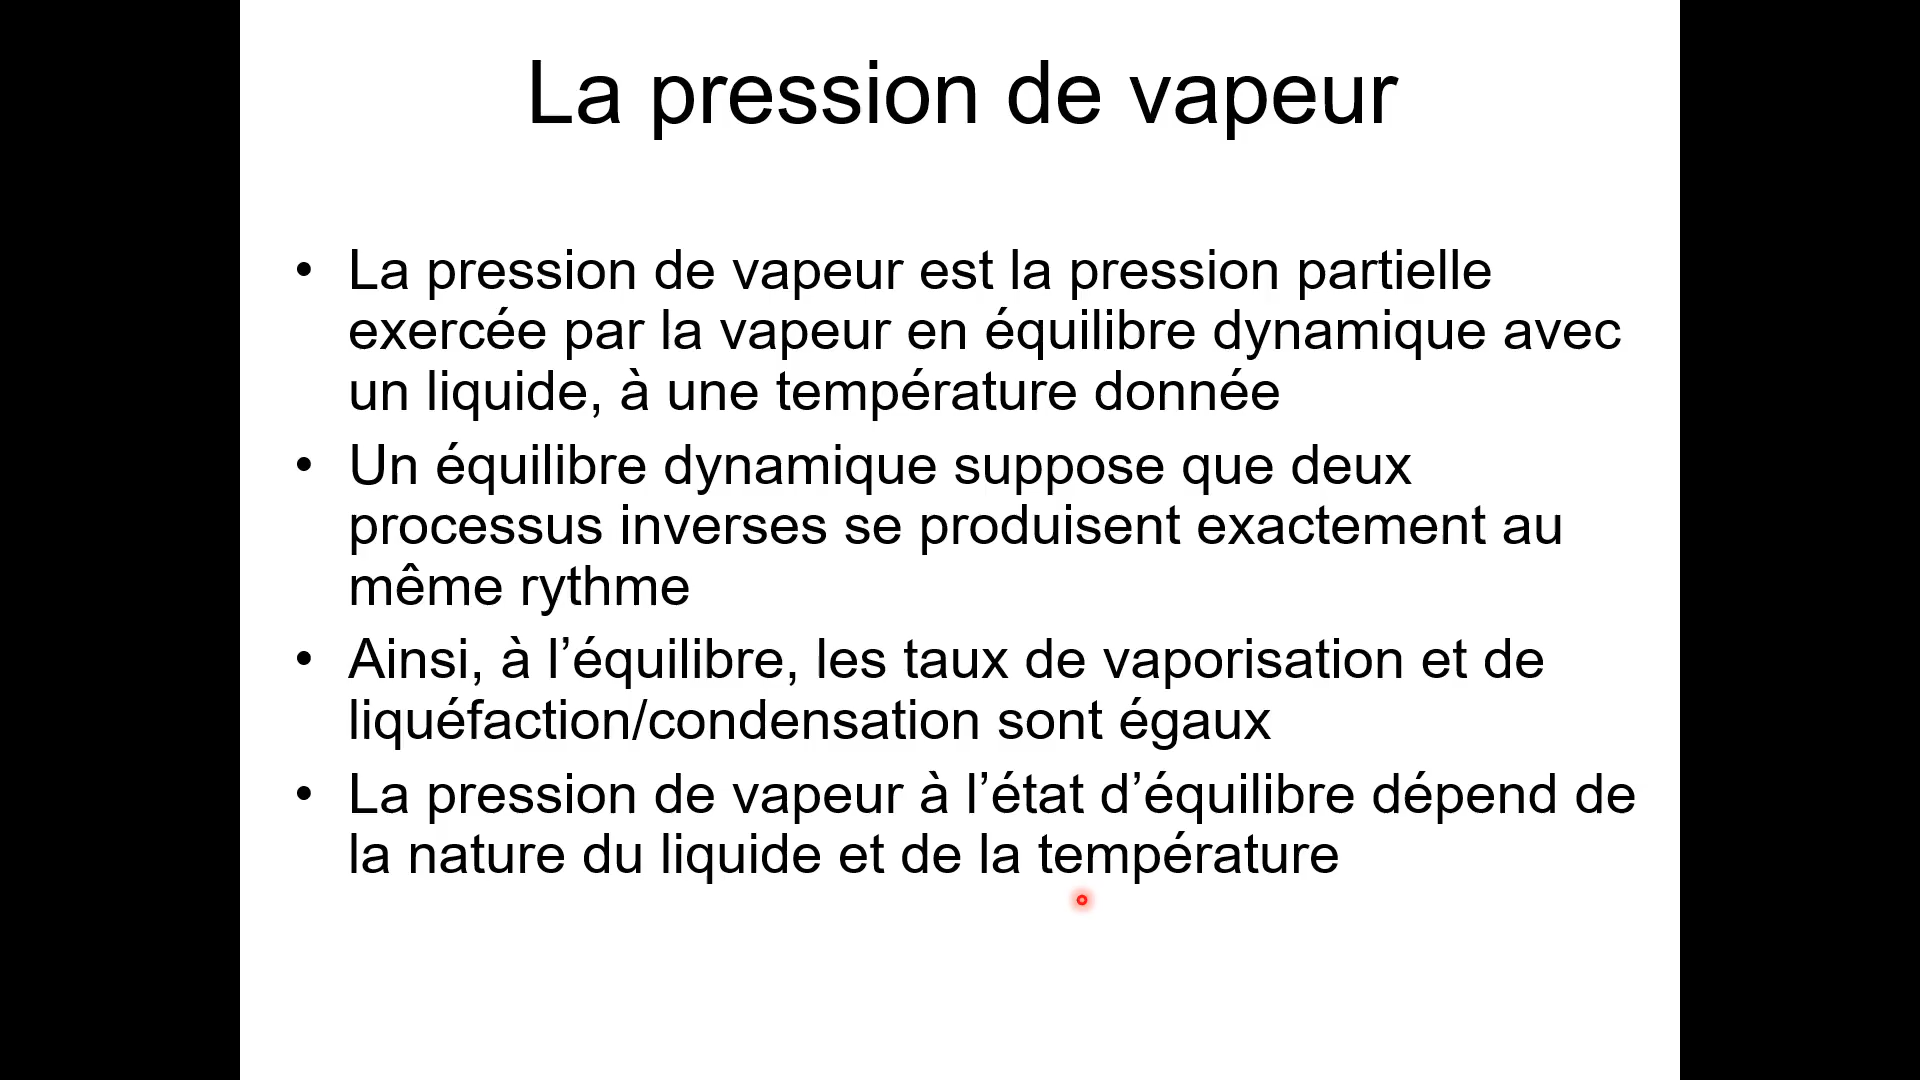 La pression de vapeur
• La pression de vapeur est la pression partielle
exercée par la vapeur en équilibre dynamique avec
un liquide, à une température donnée
• Un équilibre dynamique suppose que deux
processus inverses se produisent exactement au
même rythme
• Ainsi, à l’équilibre, les taux de vaporisation et de
liquéfaction/condensation sont égaux
• La pression de vapeur à l’état d’équilibre dépend de
la nature du liquide et de la température